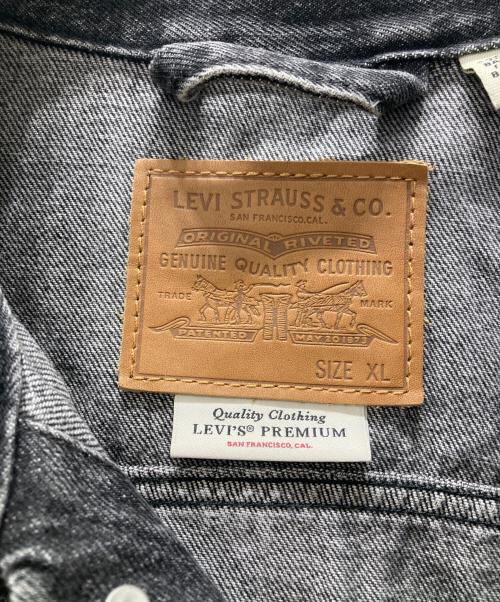 LEVI STRAUSS & CO.
SAN FRANCISCO, CAL.
ORIGINAL RIVETED
GENUINE QUALITY CLOTHING
TRADE MARK
PATENTED MAY 20 1873
SIZE XL
Quality Clothing
LEVI'S® PREMIUM
SAN FRANCISCO, CAL.